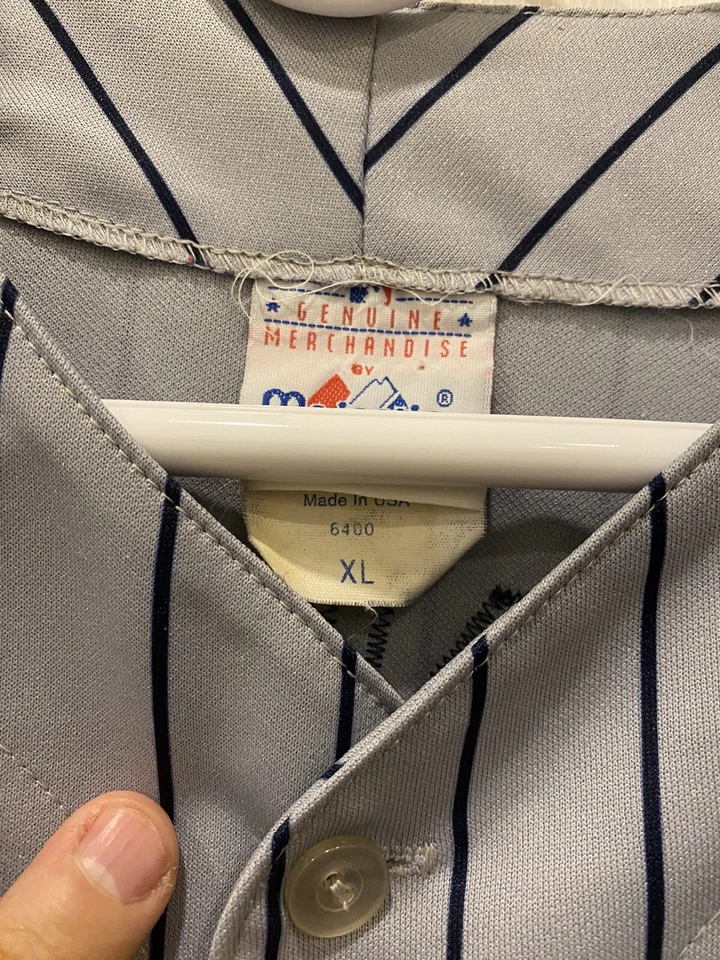 GENUINE
MERCHANDISE
BY
®
Made In USA
6400
XL